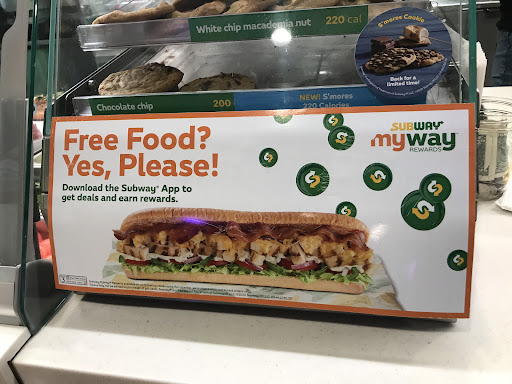 White chip macadamia nut 220 cal
S'mores Cookie
Back for a
limited time!
Chocolate chip 200
NEW! S'mores
220 Calories
Free Food?
Yes, Please!
Download the Subway® App to
get deals and earn rewards.
SUBWAY®
myway™
REWARDS